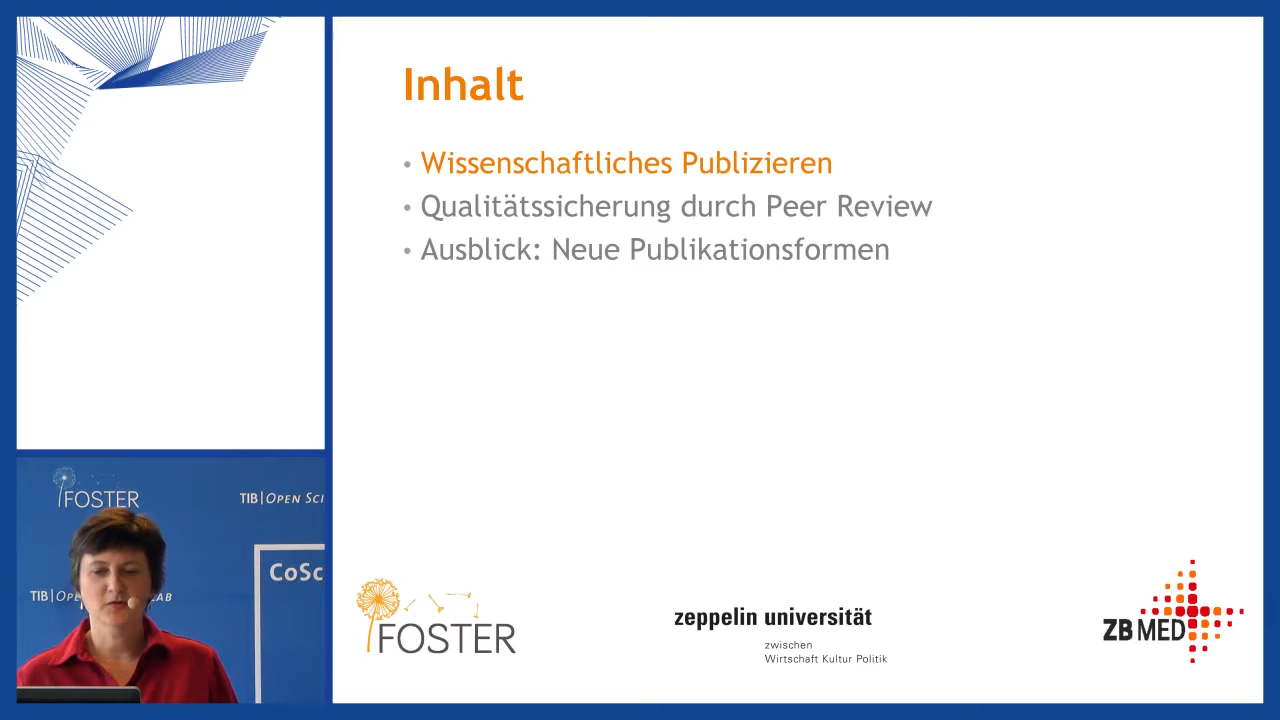 Inhalt
• Wissenschaftliches Publizieren
• Qualitätssicherung durch Peer Review
• Ausblick: Neue Publikationsformen
FOSTER
TIB | OPEN SCI
CoSc
TIB | OP
LAB
FOSTER
zeppelin universität
zwischen
Wirtschaft Kultur Politik
ZB MED